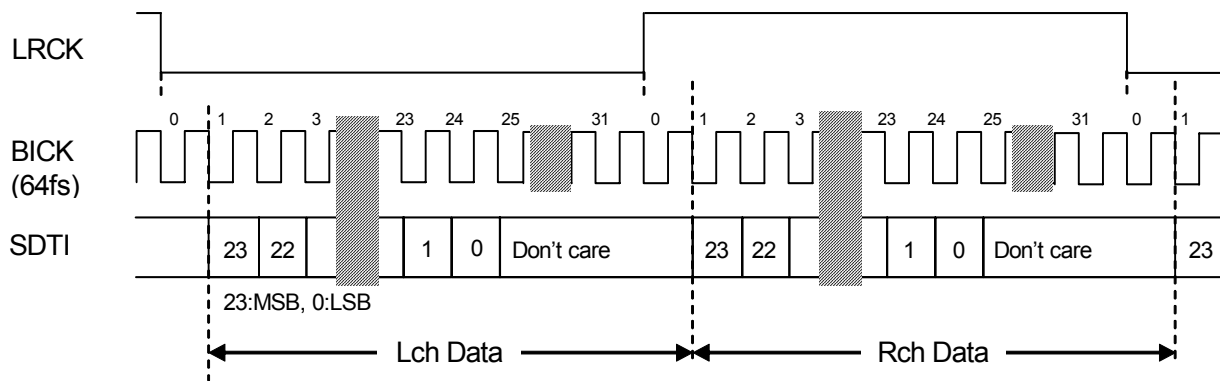 LRCK
0 1 2 3 23 24 25 31 0 1 2 3 23 24 25 31 0 1
BICK
(64fs)
SDTI 23 22 1 0 Don't care 23 22 1 0 Don't care 23
23:MSB, 0:LSB
Lch Data Rch Data